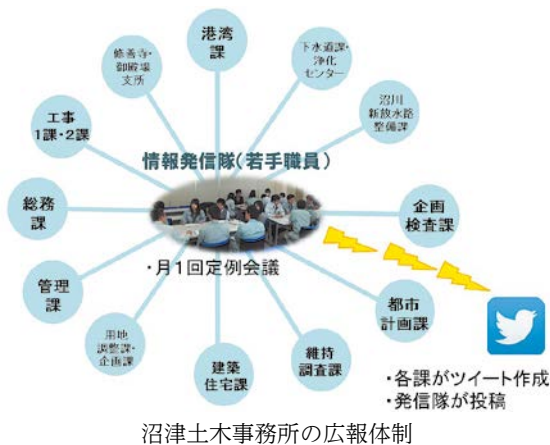 港湾
課
下水道課・
浄化
センター
沼川
新放水路
整備課
企画
検査課
都市
計画課
維持
調査課
建築
住宅課
用地
調整課・
企画課
管理
課
総務
課
工事
1課・2課
修善寺・
御殿場
支所
情報発信隊(若手職員)
・月1回定例会議
・各課がツイート作成
・発信隊が投稿
沼津土木事務所の広報体制